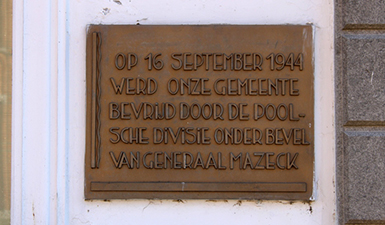 OP 16 SEPTEMBER 1944
WERD ONZE GEMEENTE
BEVRIJD DOOR DE POOL-
SCHE DIVISIE ONDER BEVEL
VAN GENERAAL MAZECK